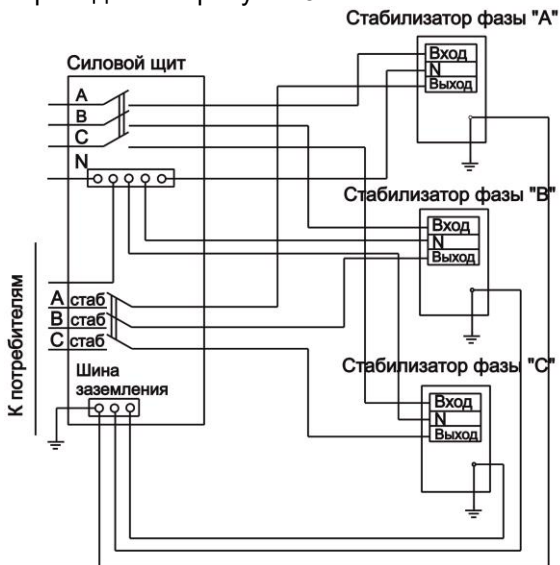 Стабилизатор фазы "А"
Силовой щит
Вход
N
Выход
A
B
C
N
Стабилизатор фазы "В"
Вход
N
Выход
К потребителям
А стаб
В стаб
С стаб
Шина
заземления
Стабилизатор фазы "С"
Вход
N
Выход